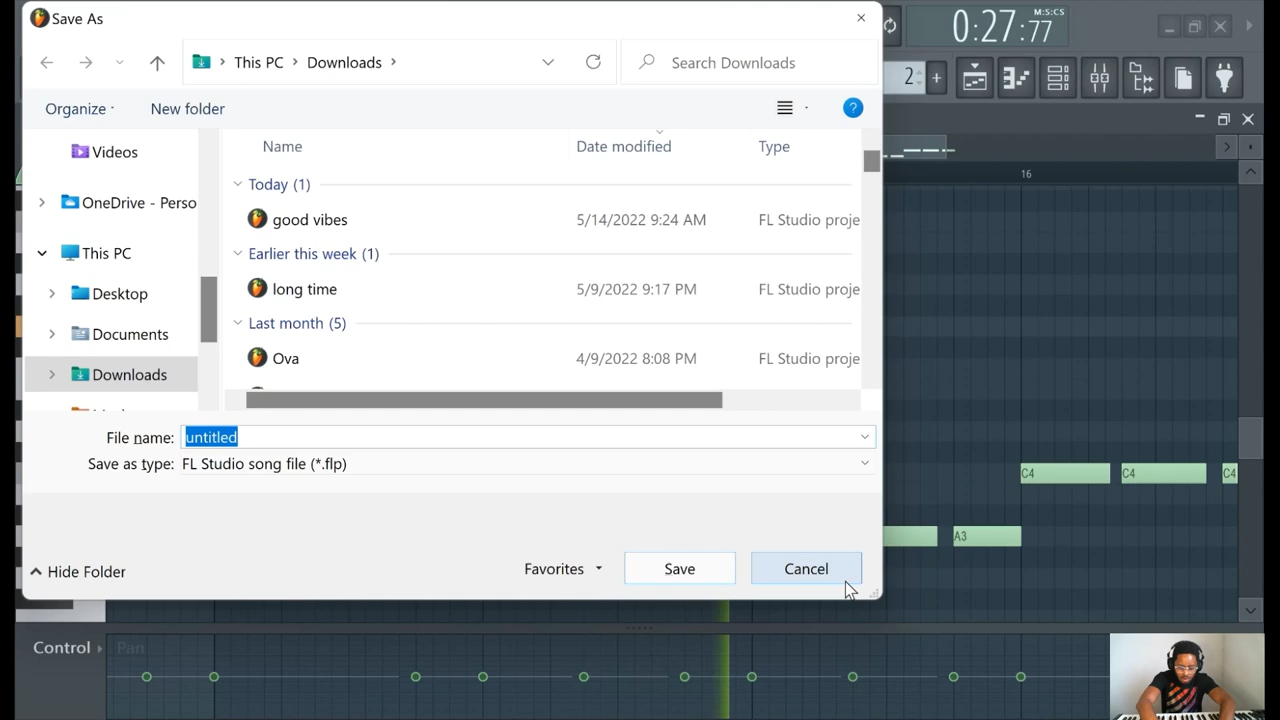 Save As
M:S:CS
0:27:77
This PC
Downloads
Search Downloads
2
Organize
New folder
?
Videos
OneDrive - Perso
This PC
Desktop
Documents
Downloads
Name
Date modified
Type
Today (1)
good vibes
5/14/2022 9:24 AM
FL Studio proje
Earlier this week (1)
long time
5/9/2022 9:17 PM
FL Studio proje
Last month (5)
Ova
4/9/2022 8:08 PM
FL Studio proje
16
File name:
untitled
Save as type:
FL Studio song file (*.flp)
C4
C4
C4
A3
Hide Folder
Favorites
Save
Cancel
Control
Pan